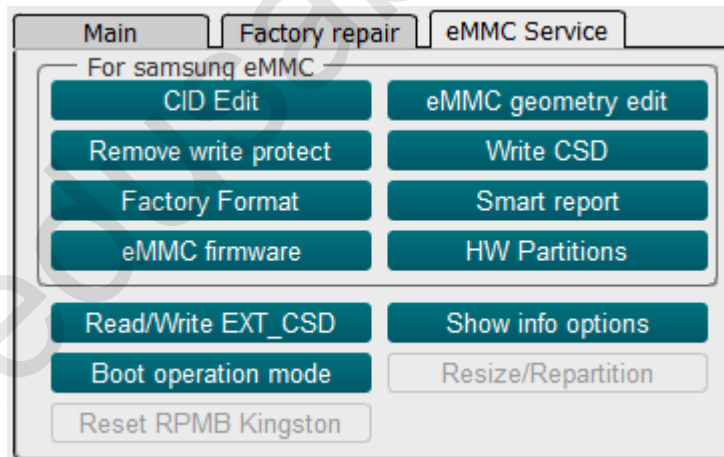 Main Factory repair eMMC Service
For samsung eMMC
CID Edit eMMC geometry edit
Remove write protect Write CSD
Factory Format Smart report
eMMC firmware HW Partitions
Read/Write EXT_CSD Show info options
Boot operation mode Resize/Repartition
Reset RPMB Kingston